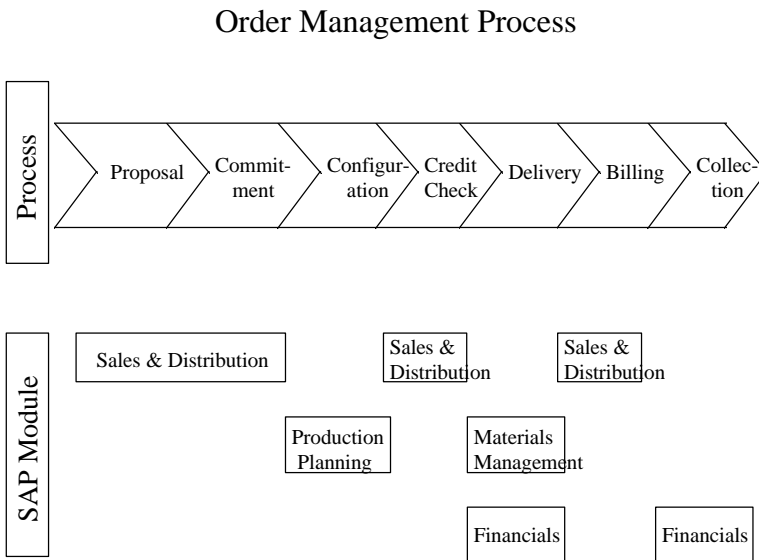 Order Management Process
Process
Proposal
Commit-
ment
Configur-
ation
Credit
Check
Delivery
Billing
Collec-
tion
SAP Module
Sales & Distribution
Sales &
Distribution
Sales &
Distribution
Production
Planning
Materials
Management
Financials
Financials